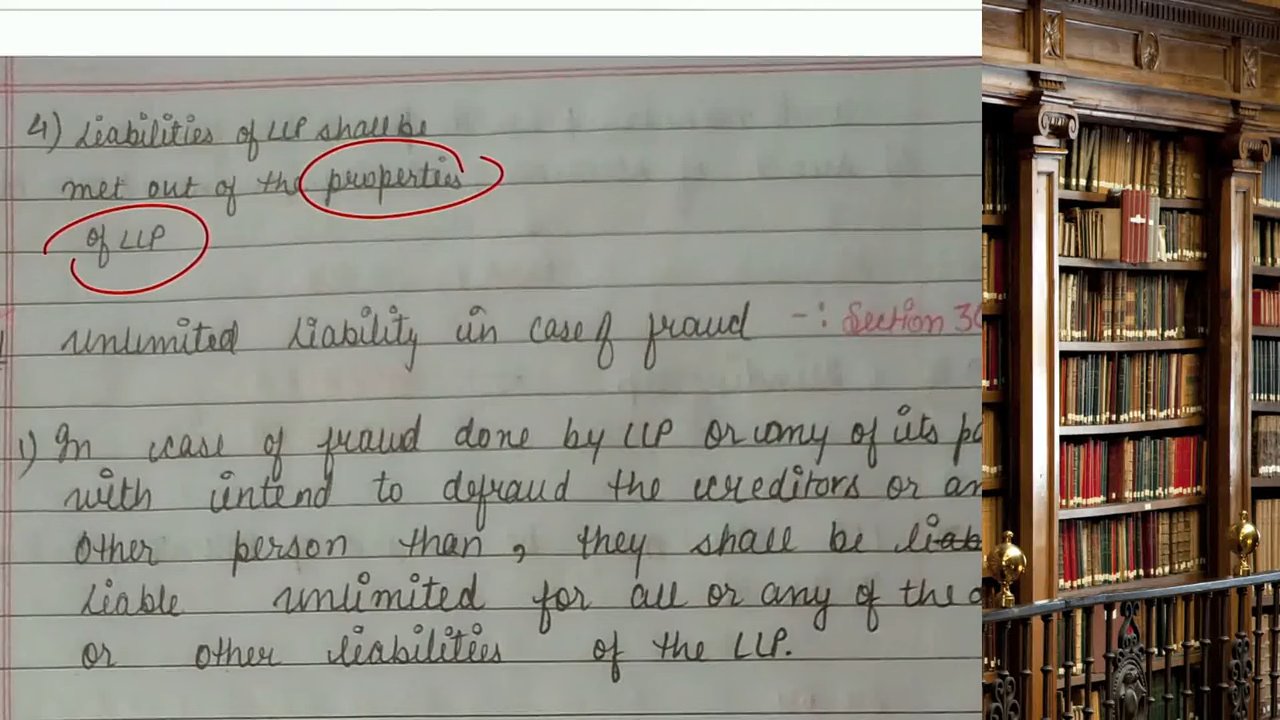 4) Liabilities of LLP shall be
met out of the properties
of LLP
unlimited liability in case of fraud -: Section 30
1) In case of fraud done by LLP or any of its
with intend to defraud the creditors or
other person than, they shall be
liable unlimited for all or any of the
or other liabilities of the LLP.